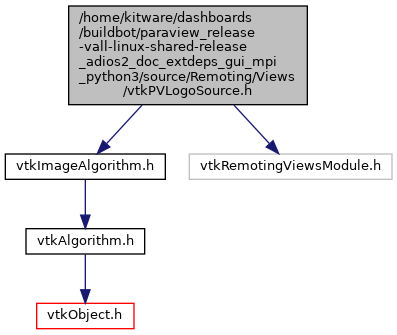 /home/kitware/dashboards
/buildbot/paraview_release
-vall-linux-shared-release
_adios2_doc_extdeps_gui_mpi
_python3/source/Remoting/Views
/vtkPVLogoSource.h
vtkImageAlgorithm.h
vtkRemotingViewsModule.h
vtkAlgorithm.h
vtkObject.h